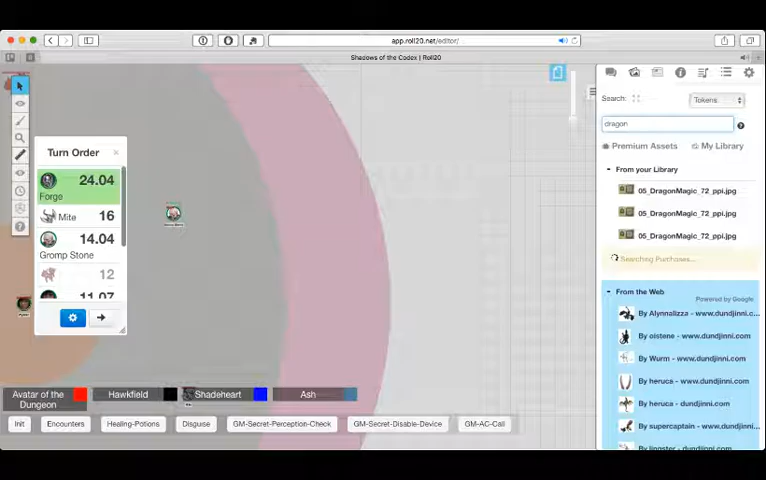 app.roll20.net/editor/
Shadows of the Codex | Roll20
Search:
Tokens
dragon
Premium Assets
My Library
From your Library
05_DragonMagic_72_ppi.jpg
05_DragonMagic_72_ppi.jpg
05_DragonMagic_72_ppi.jpg
Searching Purchases...
From the Web
Powered by Google
By Alynnalizza - www.dundjinni.c...
By oistene - www.dundjinni.com
By Wurm - www.dundjinni.com
By heruca - www.dundjinni.com
By heruca - www.dundjinni.com
By supercaptain - www.dundjinni...
Turn Order
24.04
Forge
Mite 16
14.04
Gromp Stone
12
11.07
Avatar of the
Dungeon
Hawkfield
Shadeheart
Ash
Init
Encounters
Healing-Potions
Disguise
GM-Secret-Perception-Check
GM-Secret-Disable-Device
GM-AC-Call